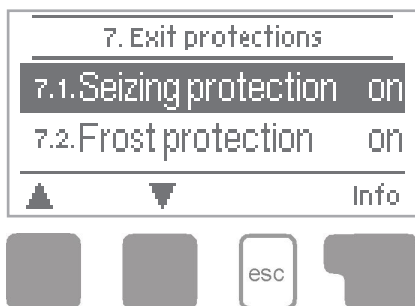 7. Exit protections
7.1.Seizing protection on
7.2.Frost protection on
Info
esc